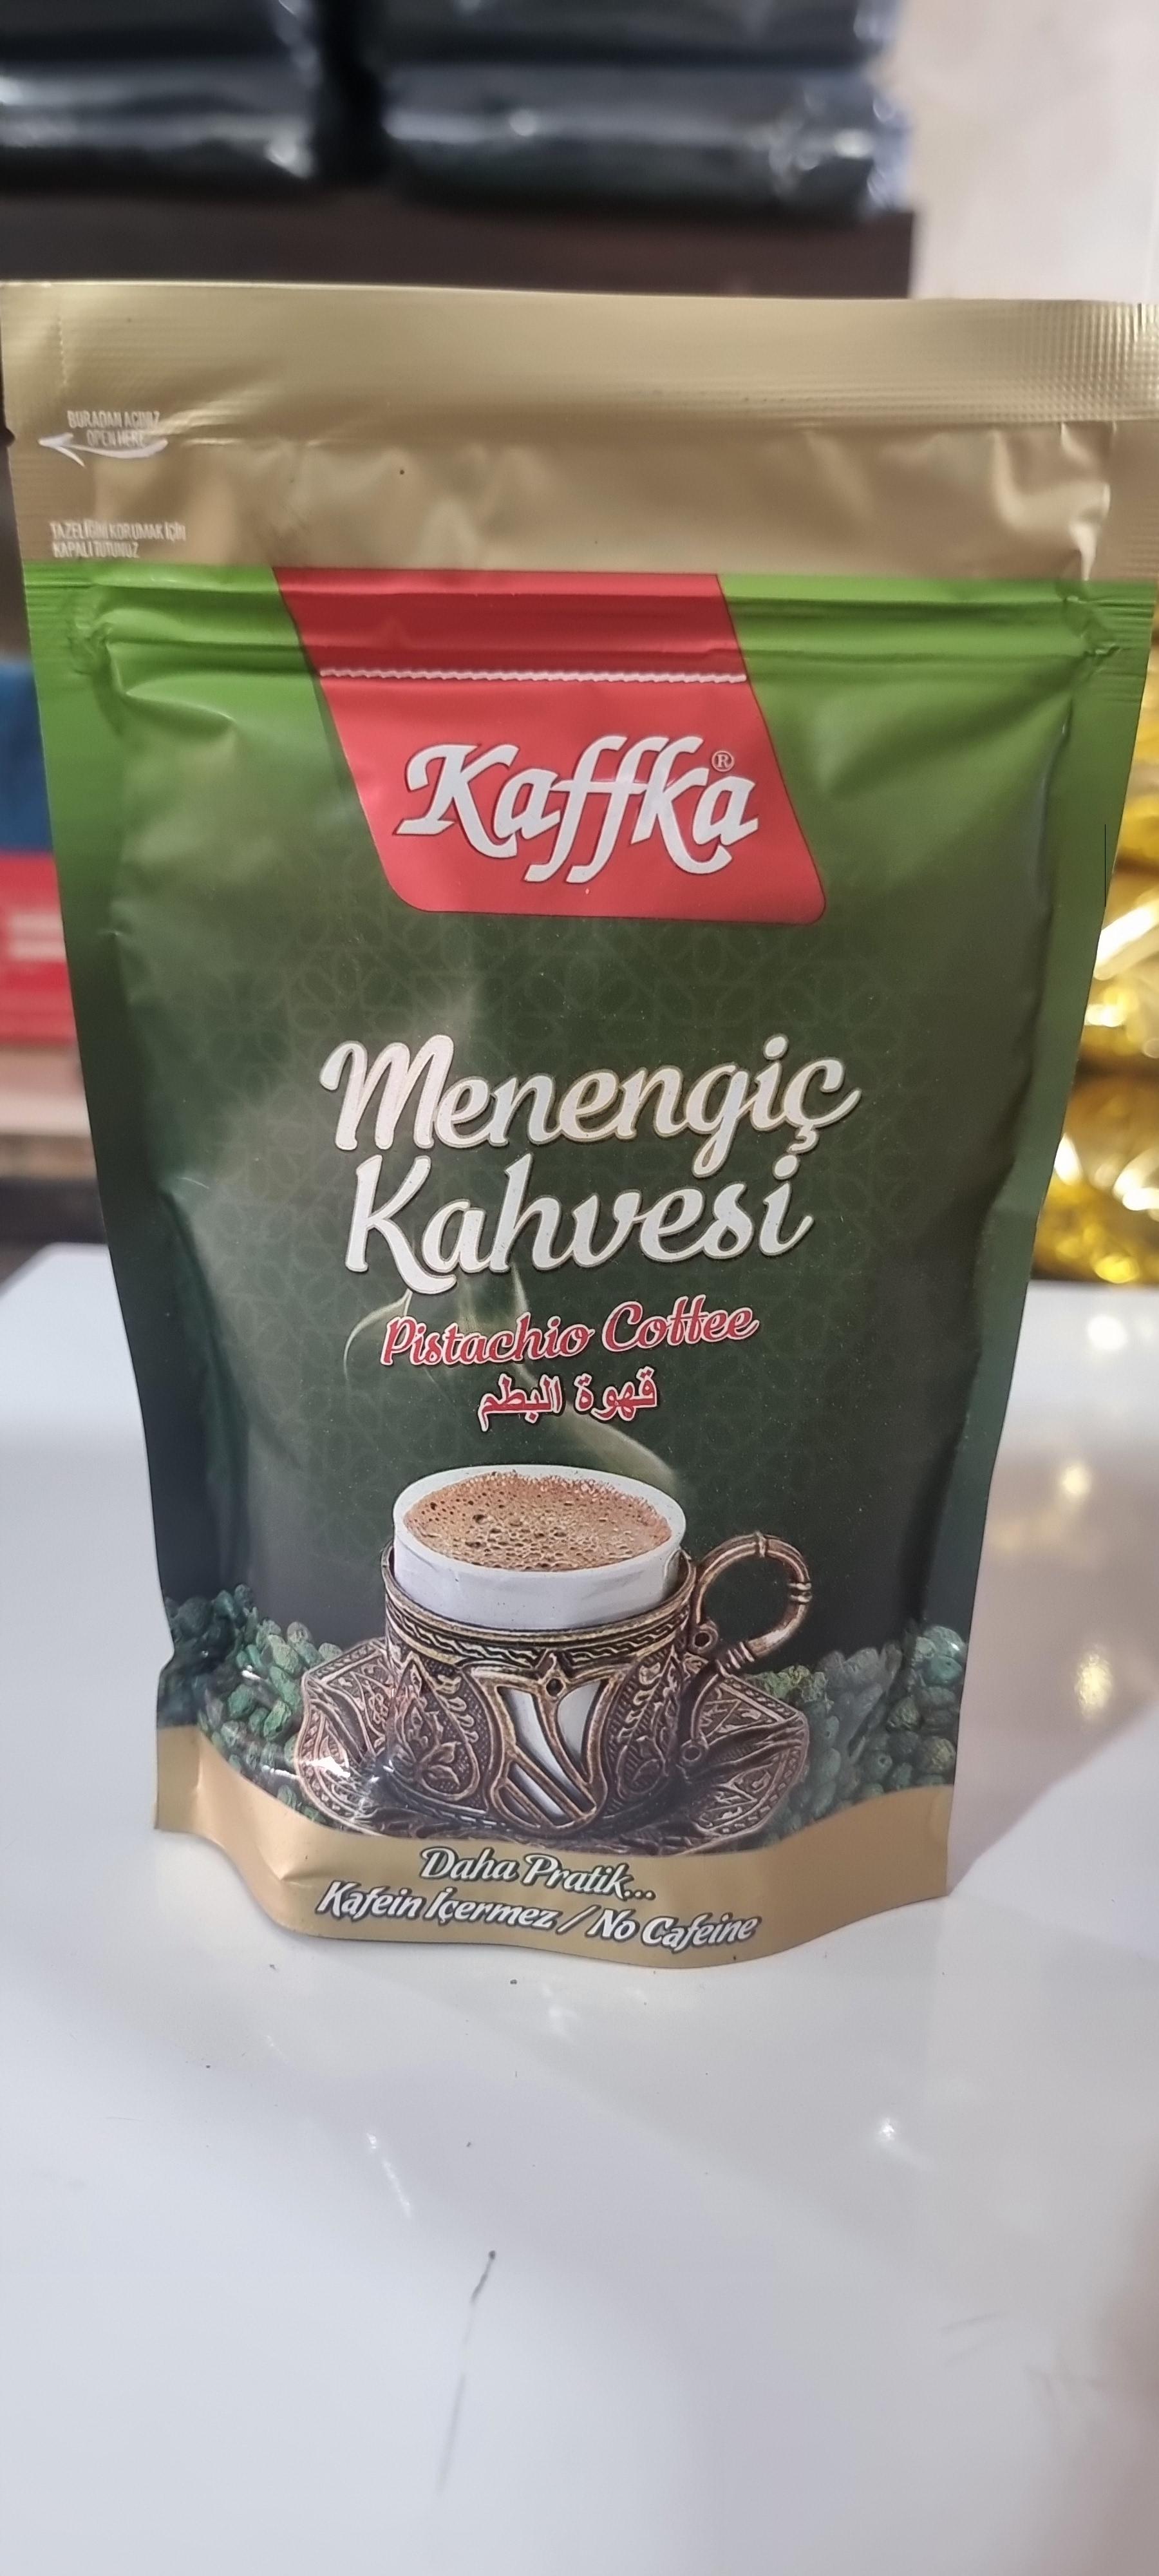 BURADAN AÇINIZ
OPEN HERE
TAZELİĞİNİ KORUMAK İÇİN
KAPALI TUTUNUZ
Kaffka®
Menengiç
Kahvesi
Pistachio Coffee
قهوة البطم
Daha Pratik...
Kafein İçermez / No Cafeine